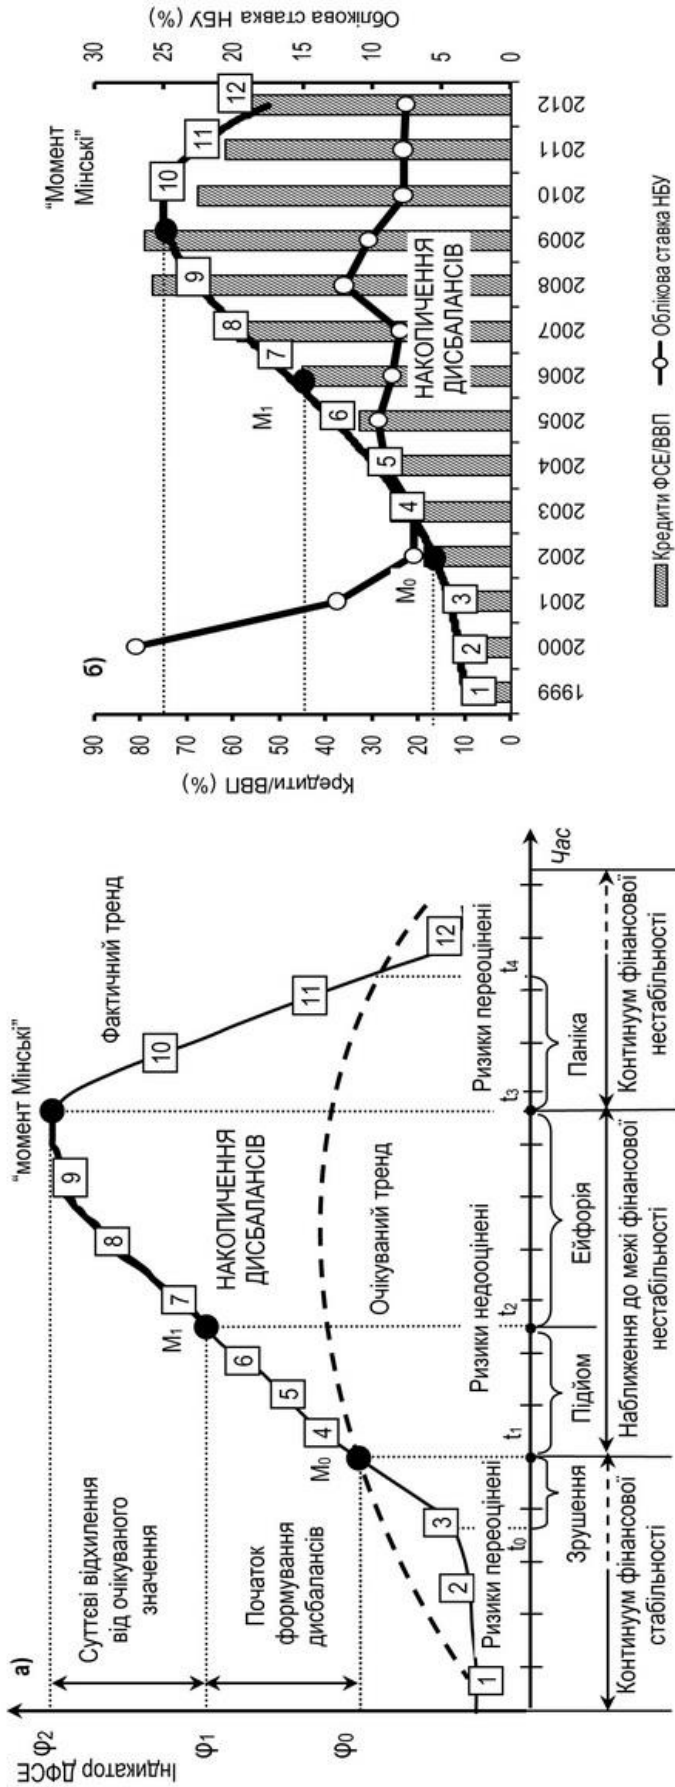 а)
Індикатор ДФСЕ
φ2
φ1
φ0
Суттєві відхилення
від очікуваного
значення
Початок
формування
дисбалансів
"момент Мінські"
Фактичний тренд
НАКОПИЧЕННЯ
ДИСБАЛАНСІВ
Очікуваний тренд
М1
М0
1
2
3
4
5
6
7
8
9
10
11
12
Ризики переоцінені
Ризики недооцінені
Ризики переоцінені
t0
t1
t2
t3
t4
Час
Зрушення
Підйом
Ейфорія
Паніка
Континуум фінансової
стабільності
Наближення до межі фінансової
нестабільності
Континуум фінансової
нестабільності
б)
Кредити/ВВП
(%)
90
80
70
60
50
40
30
20
10
0
Облікова ставка НБУ (%)
30
25
20
15
10
5
0
"Момент
Мінські"
М1
М0
НАКОПИЧЕННЯ
ДИСБАЛАНСІВ
1
2
3
4
5
6
7
8
9
10
11
12
1999
2000
2001
2002
2003
2004
2005
2006
2007
2008
2009
2010
2011
2012
Кредити ФСЕ/ВВП
Облікова ставка НБУ